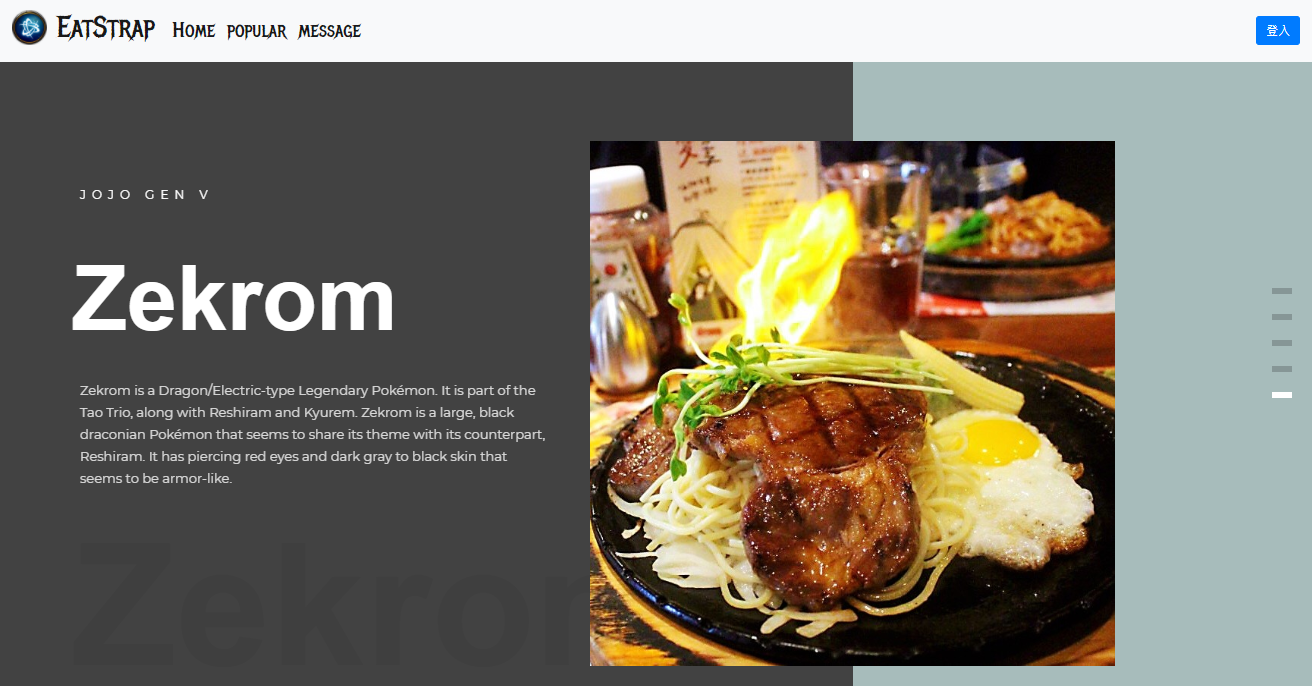 EatStrap
Home popular message
登入
JOJO GEN V
Zekrom
Zekrom is a Dragon/Electric-type Legendary Pokémon. It is part of the
Tao Trio, along with Reshiram and Kyurem. Zekrom is a large, black
draconian Pokémon that seems to share its theme with its counterpart,
Reshiram. It has piercing red eyes and dark gray to black skin that
seems to be armor-like.
Zekrom